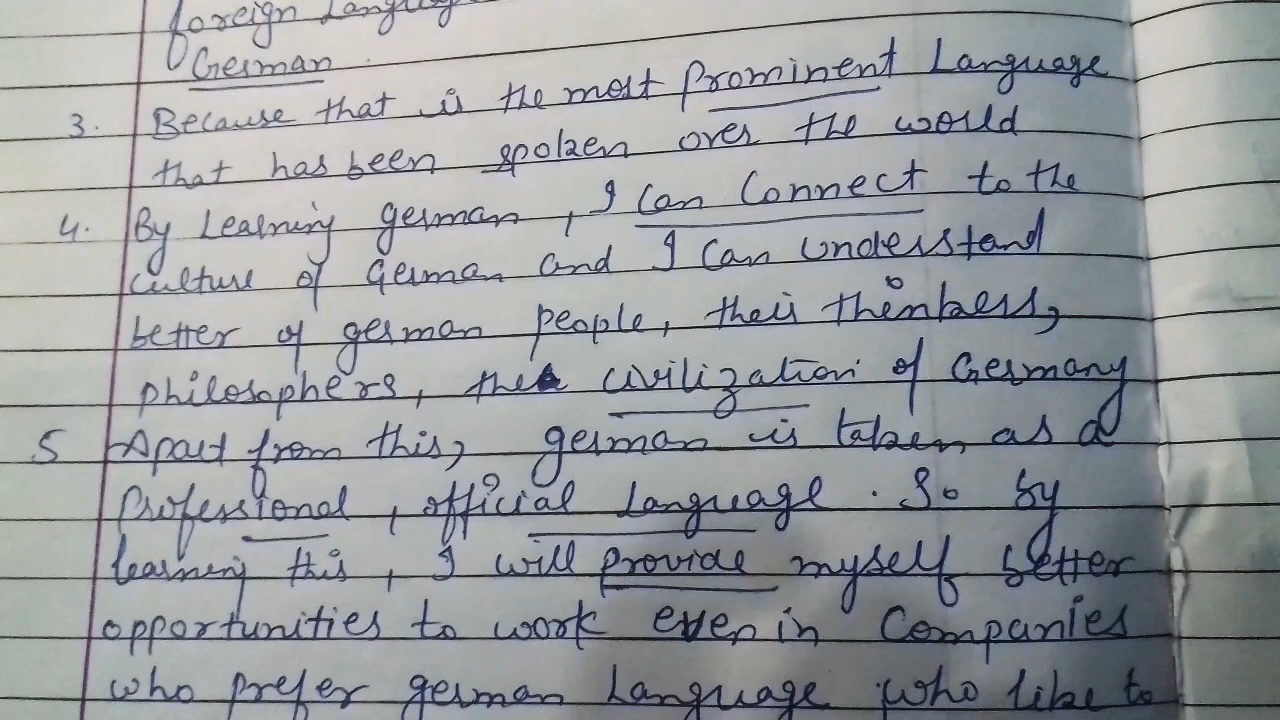 foreign Language
German
3. Because that is the most prominent Language
that has been spoken over the world
4. By Learning german, I can Connect to the
culture of German and I can understand
better of german people, their thinkers,
philosophers, the civilization of Germany
5 Apart from this, german is taken as a
professional, official Language. So by
learning this, I will provide myself better
opportunities to work even in Companies
who prefer german Language who like to